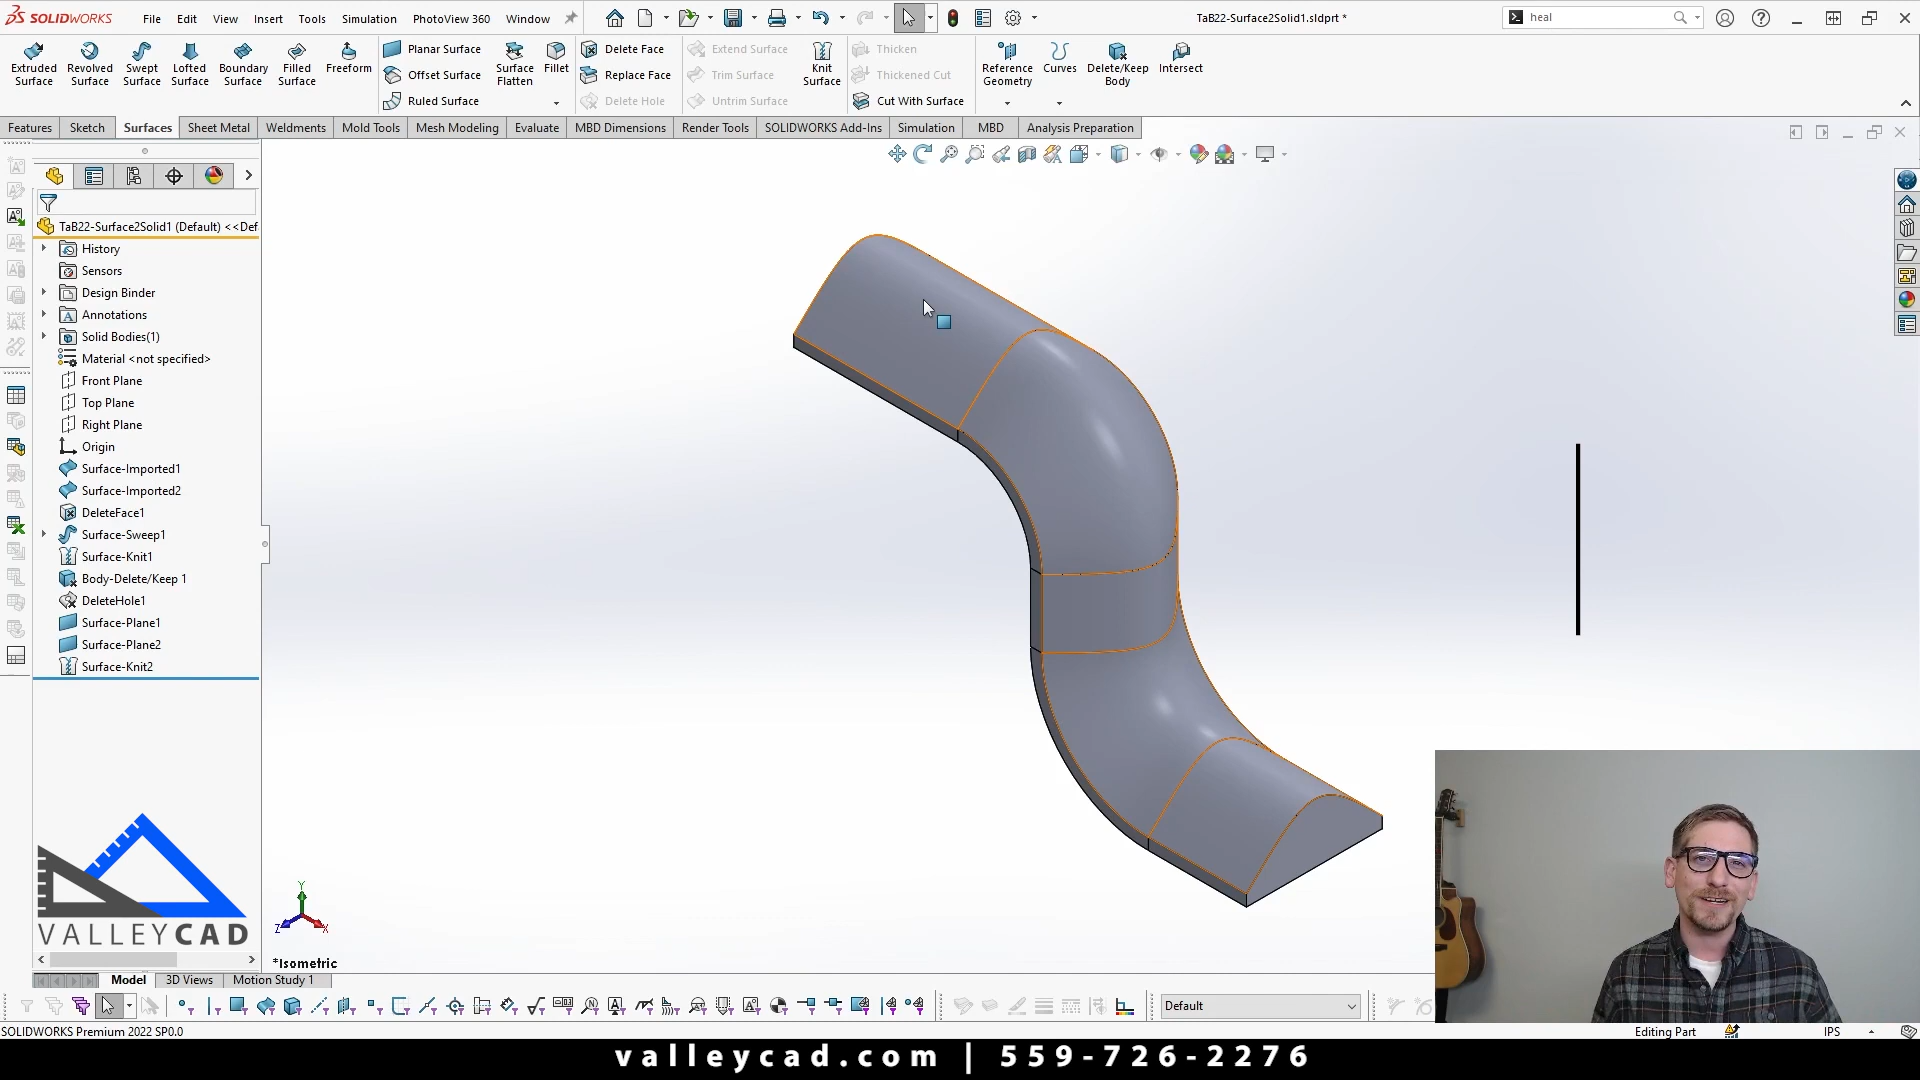 SOLIDWORKS File Edit View Insert Tools Simulation PhotoView 360 Window TaB22-Surface2Solid1.sldprt * heal
Extruded Surface
Revolved Surface
Swept Surface
Lofted Surface
Boundary Surface
Filled Surface
Freeform
Planar Surface
Offset Surface
Ruled Surface
Surface Flatten
Fillet
Delete Face
Replace Face
Delete Hole
Extend Surface
Trim Surface
Untrim Surface
Knit Surface
Thicken
Thickened Cut
Cut With Surface
Reference Geometry
Curves
Delete/Keep Body
Intersect
Features Sketch Surfaces Sheet Metal Weldments Mold Tools Mesh Modeling Evaluate MBD Dimensions Render Tools SOLIDWORKS Add-Ins Simulation MBD Analysis Preparation
TaB22-Surface2Solid1 (Default) <<Def
History
Sensors
Design Binder
Annotations
Solid Bodies(1)
Material <not specified>
Front Plane
Top Plane
Right Plane
Origin
Surface-Imported1
Surface-Imported2
DeleteFace1
Surface-Sweep1
Surface-Knit1
Body-Delete/Keep 1
DeleteHole1
Surface-Plane1
Surface-Plane2
Surface-Knit2
VALLEYCAD
Y
Z
X
*Isometric
Model 3D Views Motion Study 1
Default
SOLIDWORKS Premium 2022 SP0.0
Editing Part
IPS
valleycad.com | 559-726-2276